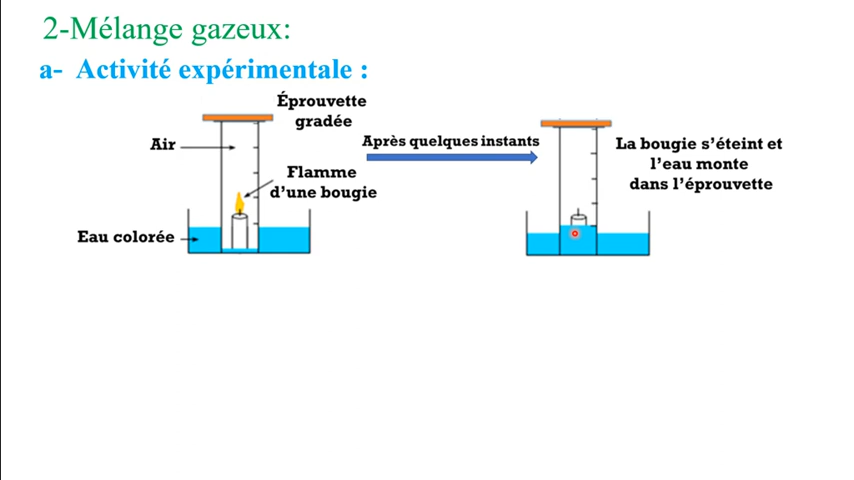 2-Mélange gazeux:
a- Activité expérimentale :
Éprouvette
gradée
Air
Après quelques instants
La bougie s'éteint et
l'eau monte
dans l'éprouvette
Flamme
d'une bougie
Eau colorée